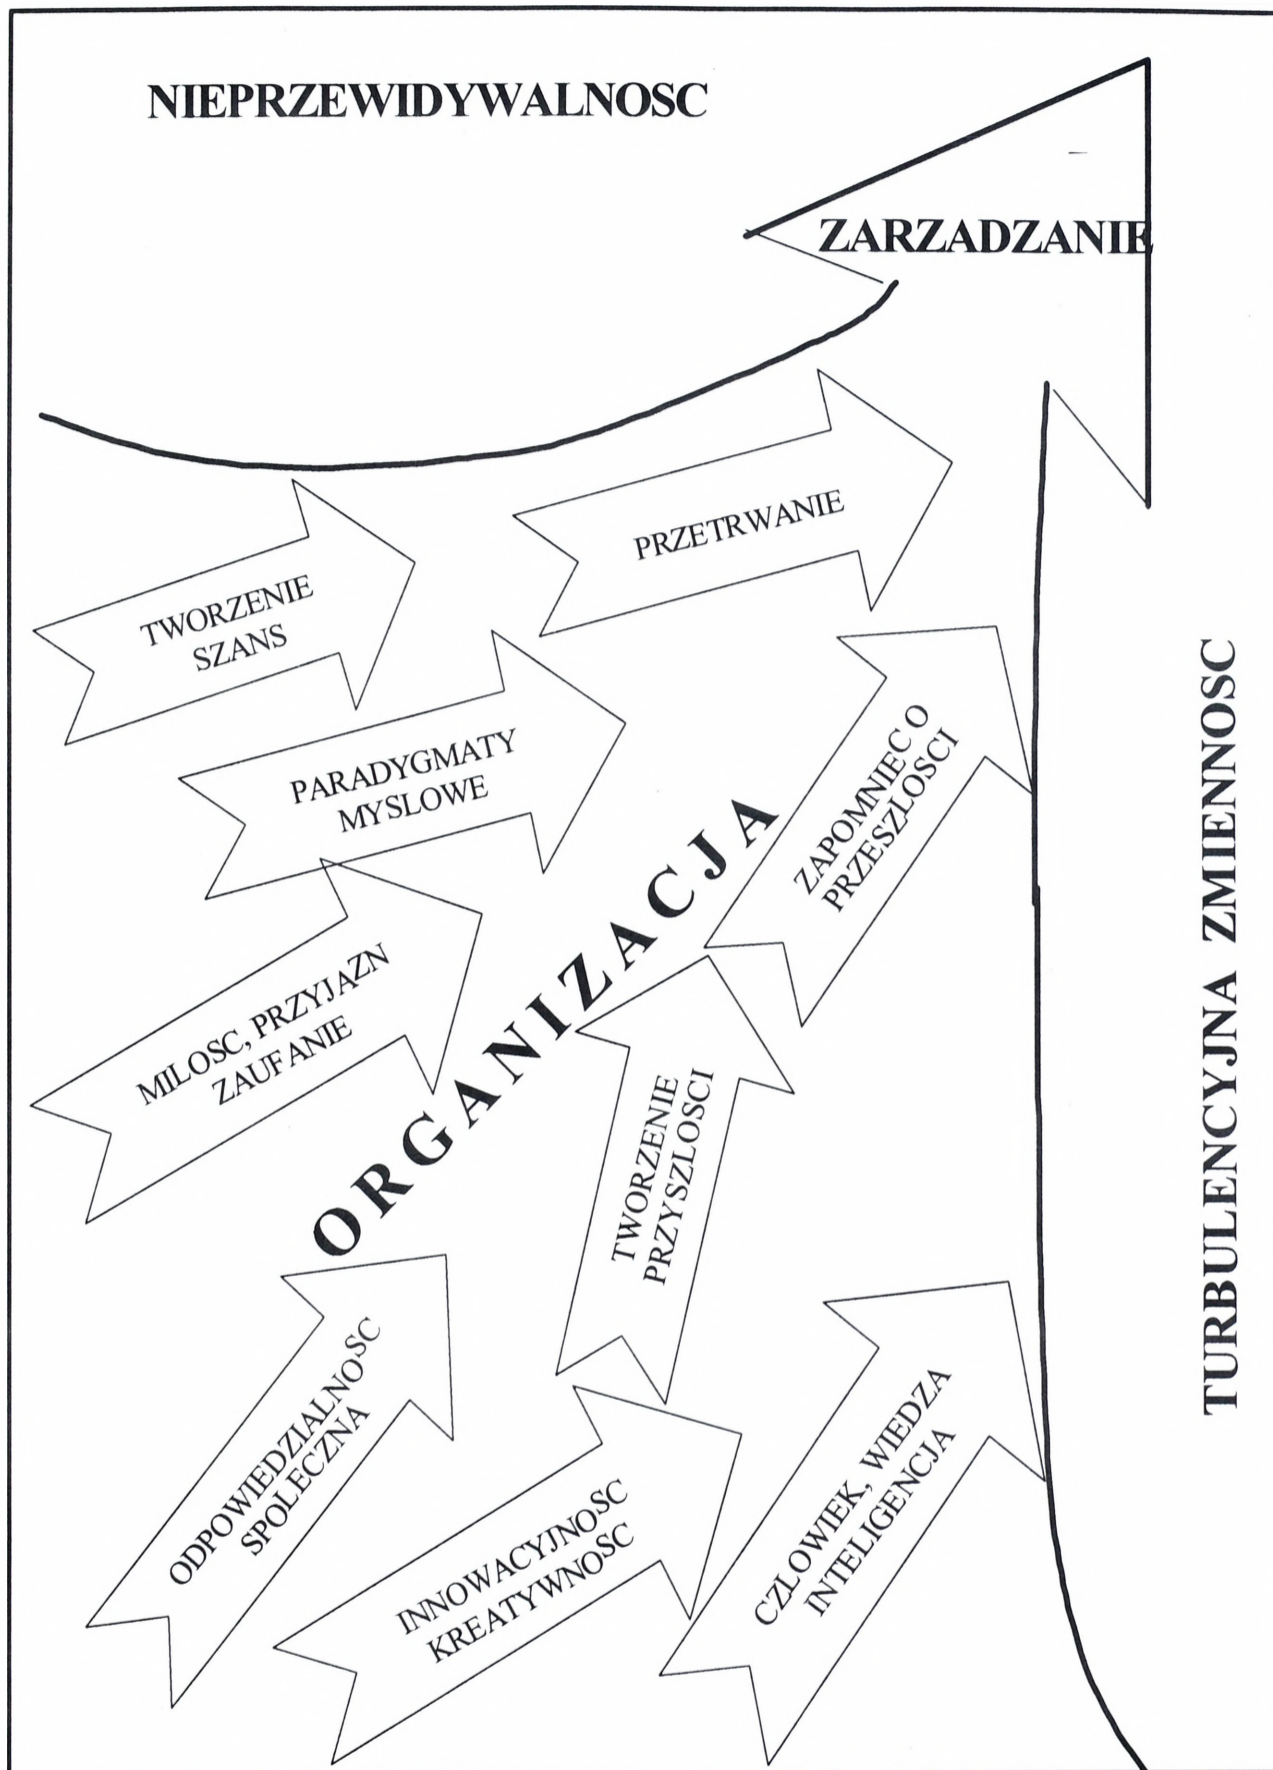 NIEPRZEWIDYWALNOSC
ZARZADZANIE
PRZETRWANIE
TWORZENIE
SZANS
PARADYGMATY
MYSLOWE
ZAPOMNIEC O
PRZESZLOSCI
ORGANIZACJA
MILOSC, PRZYJAZN
ZAUFANIE
TWORZENIE
PRZYSZLOSCI
TURBULENCYJNA ZMIENNOSC
ODPOWIEDZIALNOSC
SPOLECZNA
INNOWACYJNOSC
KREATYWNOSC
CZLOWIEK, WIEDZA
INTELIGENCJA